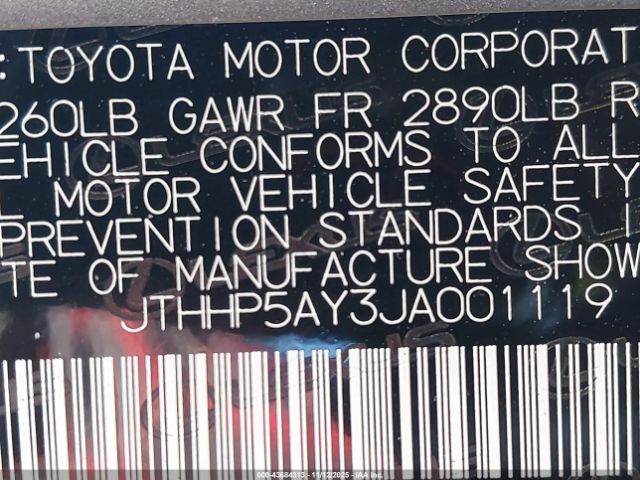 : TOYOTA MOTOR CORPORAT
260LB GAWR FR 2890LB R
EHICLE CONFORMS TO ALL
L MOTOR VEHICLE SAFETY
PREVENTION STANDARDS I
TE OF MANUFACTURE SHOW
JTHHP5AY3JA001119
000-43684313 - 11/12/2025 - IAA Inc.